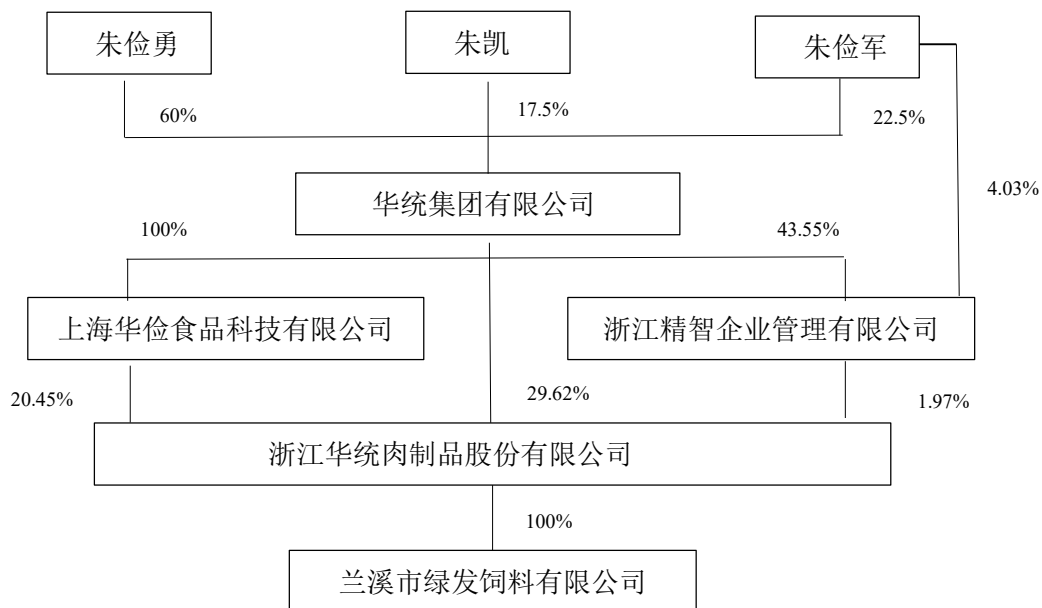 朱俭勇
朱凯
朱俭军
60%
17.5%
22.5%
4.03%
华统集团有限公司
100%
43.55%
上海华俭食品科技有限公司
浙江精智企业管理有限公司
20.45%
29.62%
1.97%
浙江华统肉制品股份有限公司
100%
兰溪市绿发饲料有限公司